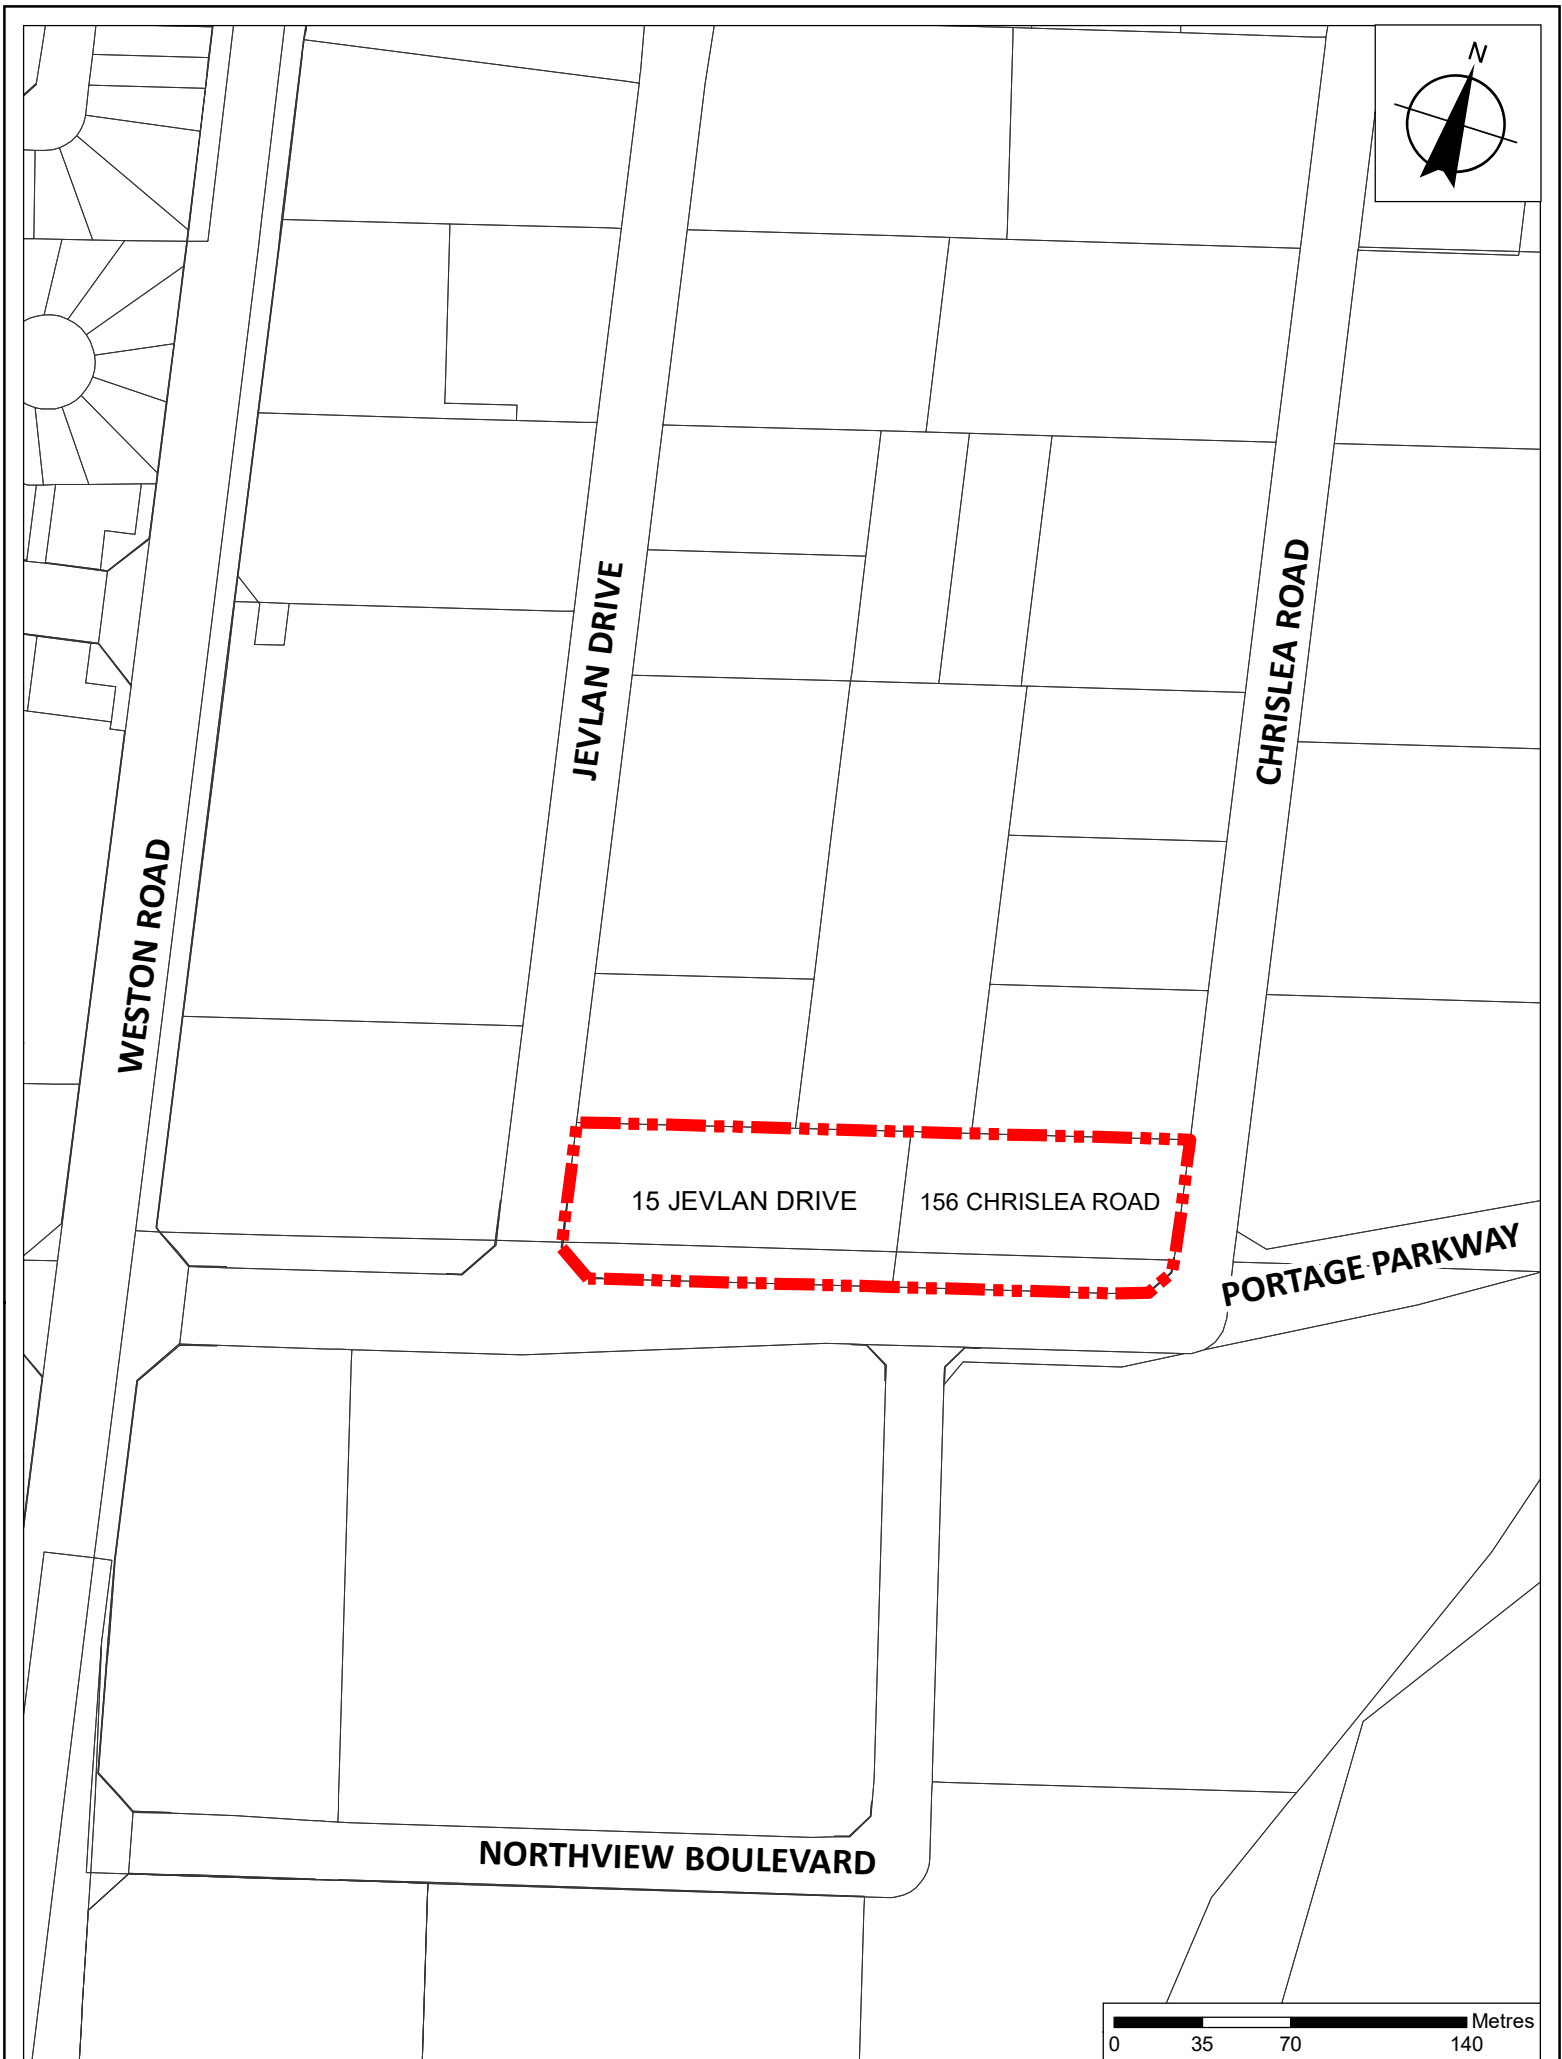 N
JEVLAN DRIVE
CHRISLEA ROAD
WESTON ROAD
15 JEVLAN DRIVE
156 CHRISLEA ROAD
PORTAGE PARKWAY
NORTHVIEW BOULEVARD
Metres
0 35 70 140